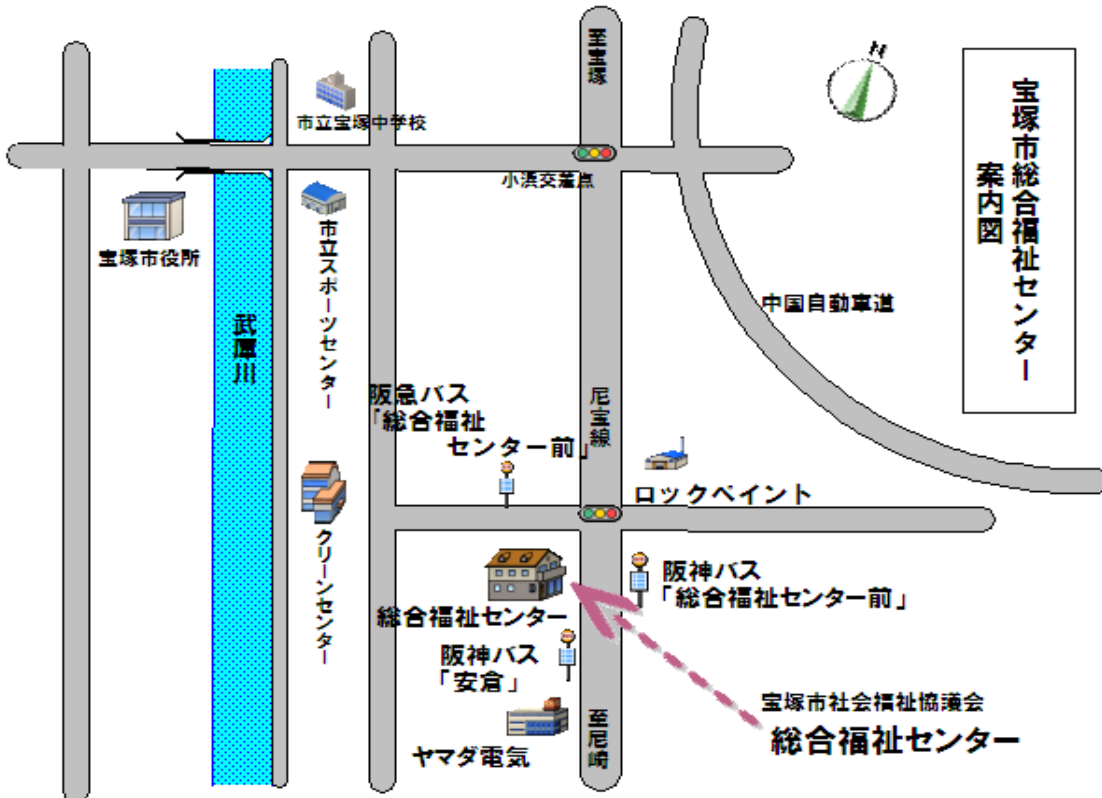 宝塚市総合福祉センター
案内図
N
至宝塚
市立宝塚中学校
小浜交差点
宝塚市役所
市立スポーツセンター
武庫川
中国自動車道
阪急バス
「総合福祉
センター前」
尼宝線
ロックペイント
クリーンセンター
総合福祉センター
阪神バス
「総合福祉センター前」
阪神バス
「安倉」
ヤマダ電気
至尼崎
宝塚市社会福祉協議会
総合福祉センター